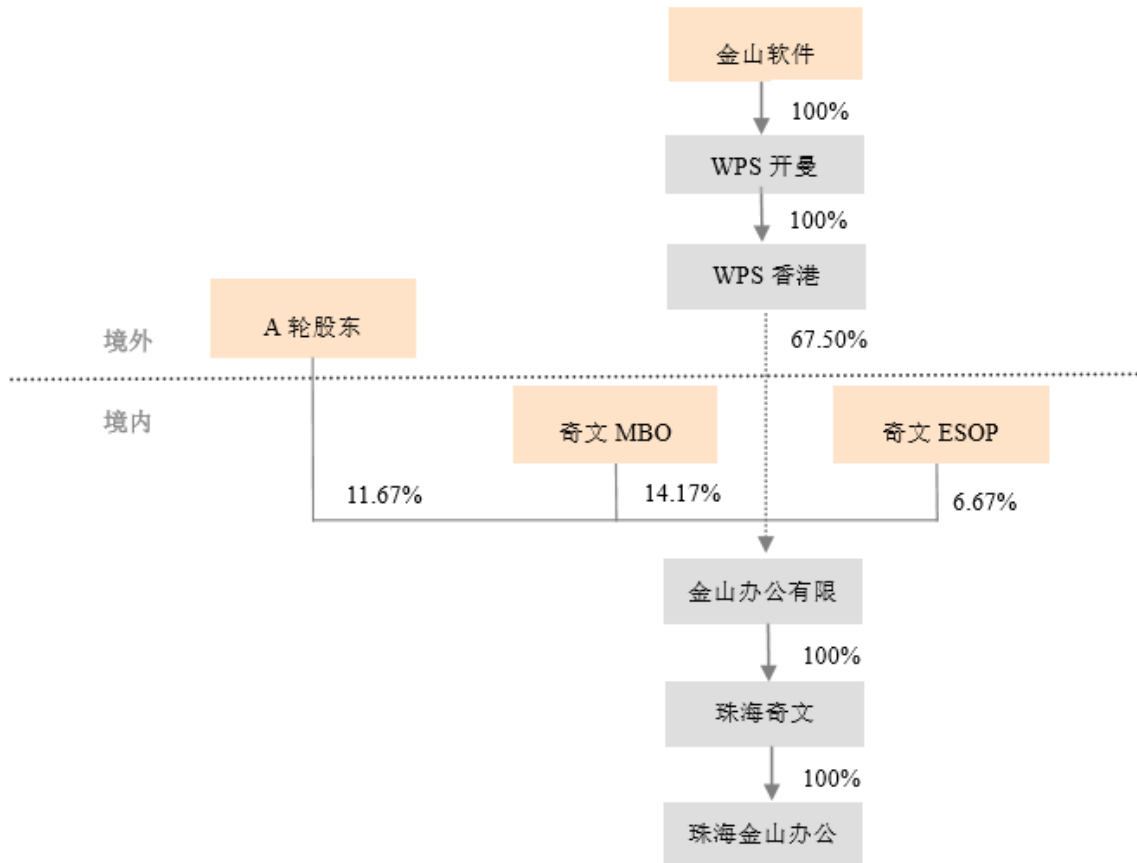 金山软件
100%
WPS 开曼
100%
WPS 香港
A 轮股东
境外
67.50%
境内
奇文 MBO
奇文 ESOP
11.67%
14.17%
6.67%
金山办公有限
100%
珠海奇文
100%
珠海金山办公